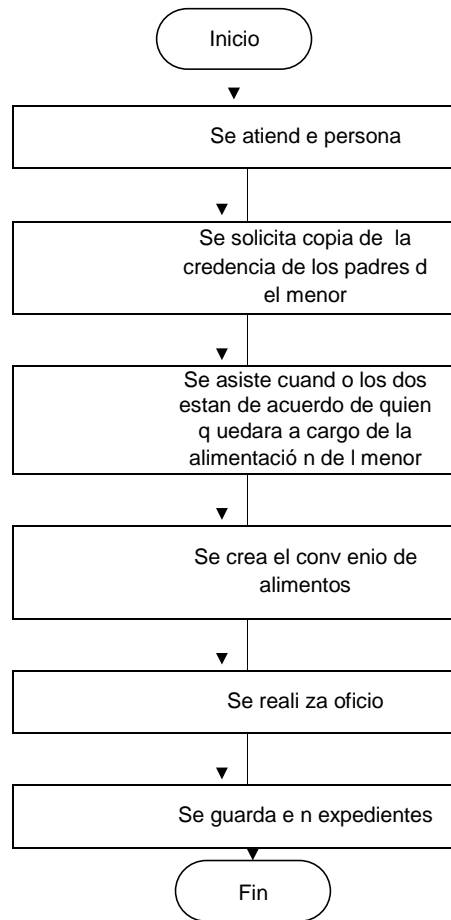 Inicio
Se atiend e persona
Se solicita copia de  la
credencia de los padres d
el menor
Se asiste cuand o los dos
estan de acuerdo de quien
q uedara a cargo de la
alimentació n de l menor
Se crea el conv enio de
alimentos
Se reali za oficio
Se guarda e n expedientes
Fin